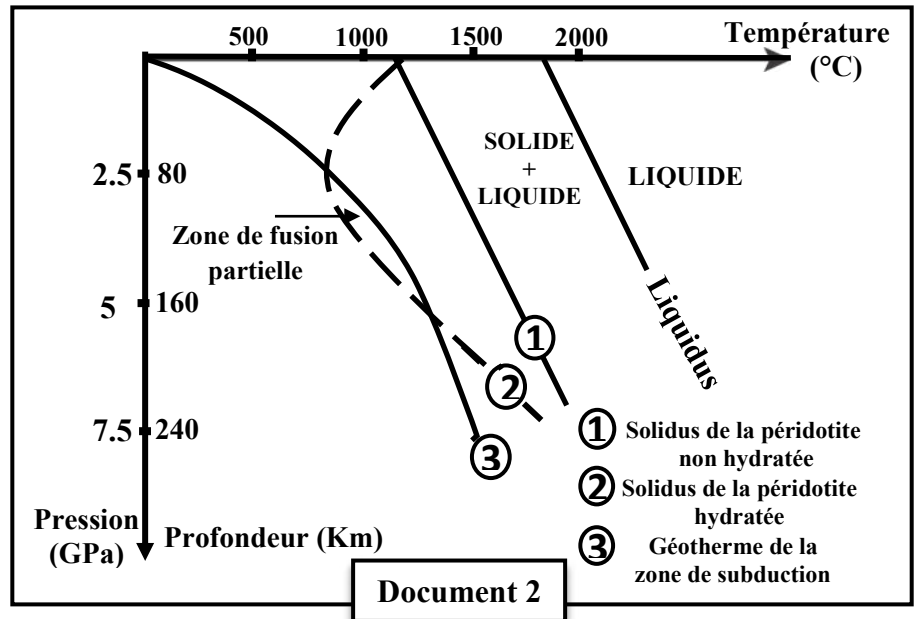 Température
(°C)
500
1000
1500
2000
SOLIDE
+
LIQUIDE
LIQUIDE
2.5
80
Zone de fusion
partielle
5
160
Liquidus
1
2
3
7.5
240
1 Solidus de la péridotite
non hydratée
2 Solidus de la péridotite
hydratée
3 Géotherme de la
zone de subduction
Pression
(GPa)
Profondeur (Km)
Document 2